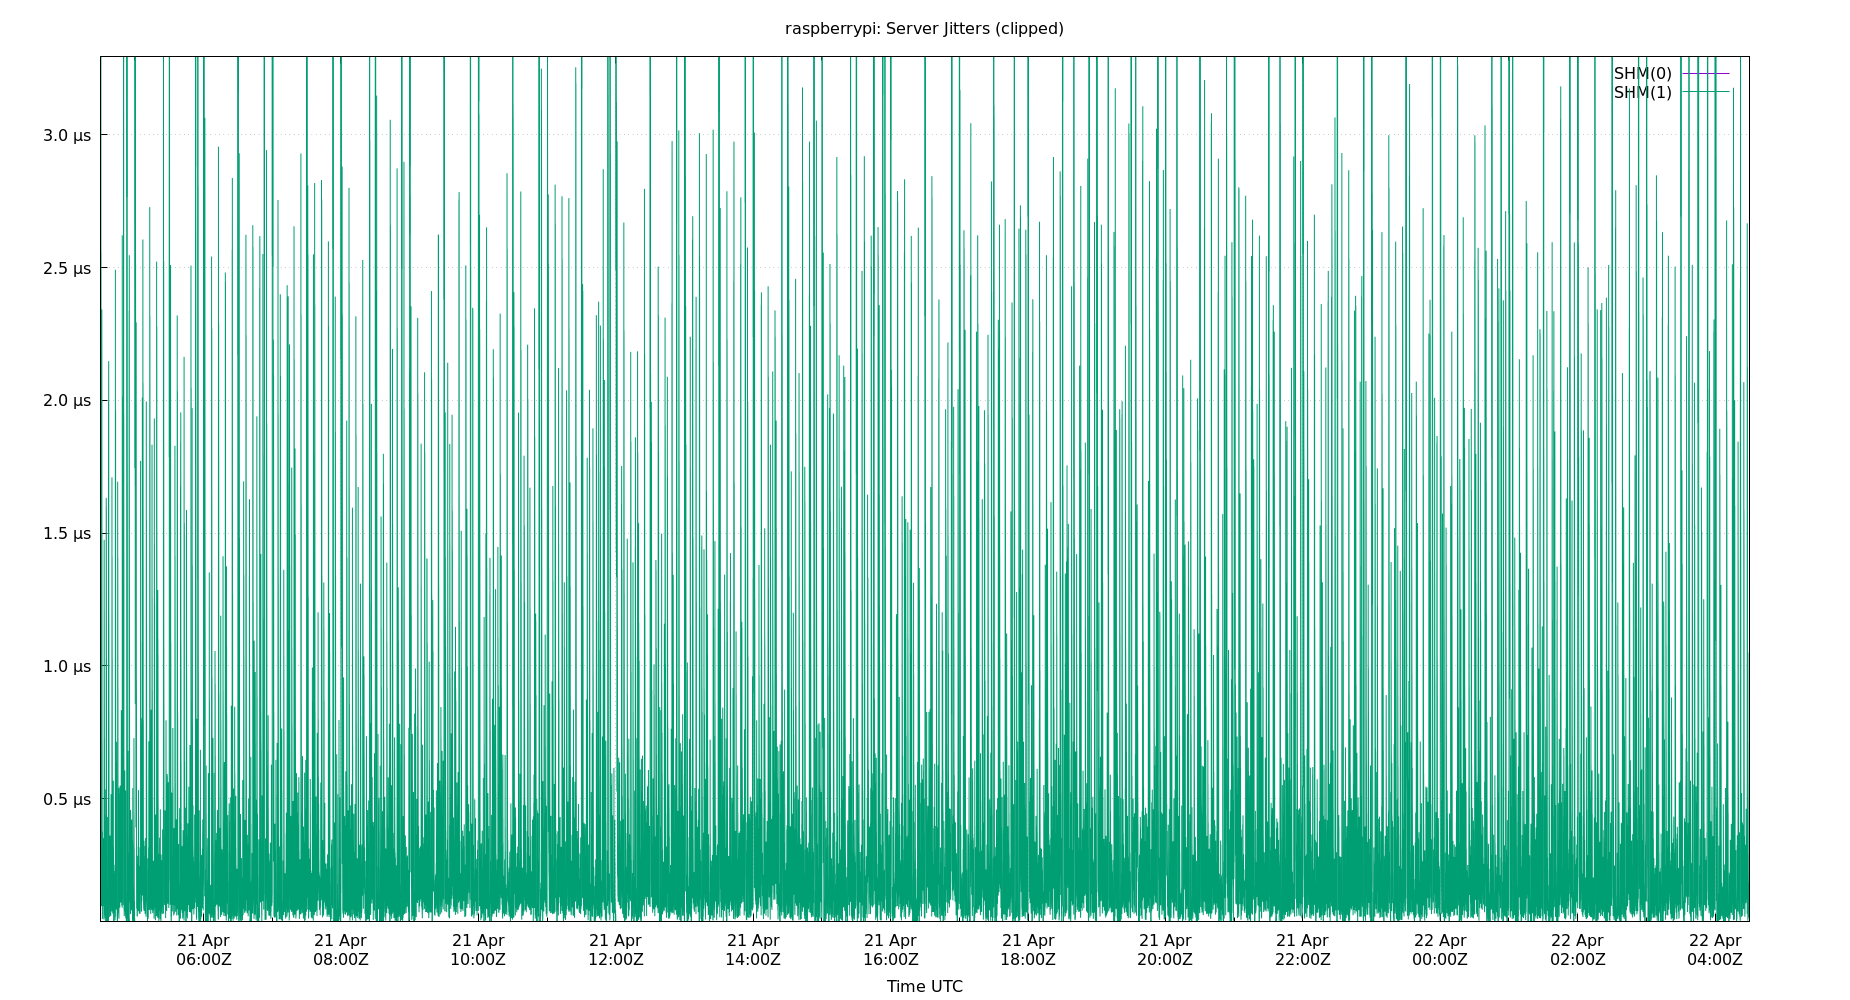 raspberrypi: Server Jitters (clipped)
SHM(0)
SHM(1)
3.0 µs
2.5 µs
2.0 µs
1.5 µs
1.0 µs
0.5 µs
21 Apr 21 Apr 21 Apr 21 Apr 21 Apr 21 Apr 21 Apr 21 Apr 21 Apr 22 Apr 22 Apr 22 Apr
06:00Z 08:00Z 10:00Z 12:00Z 14:00Z 16:00Z 18:00Z 20:00Z 22:00Z 00:00Z 02:00Z 04:00Z
Time UTC